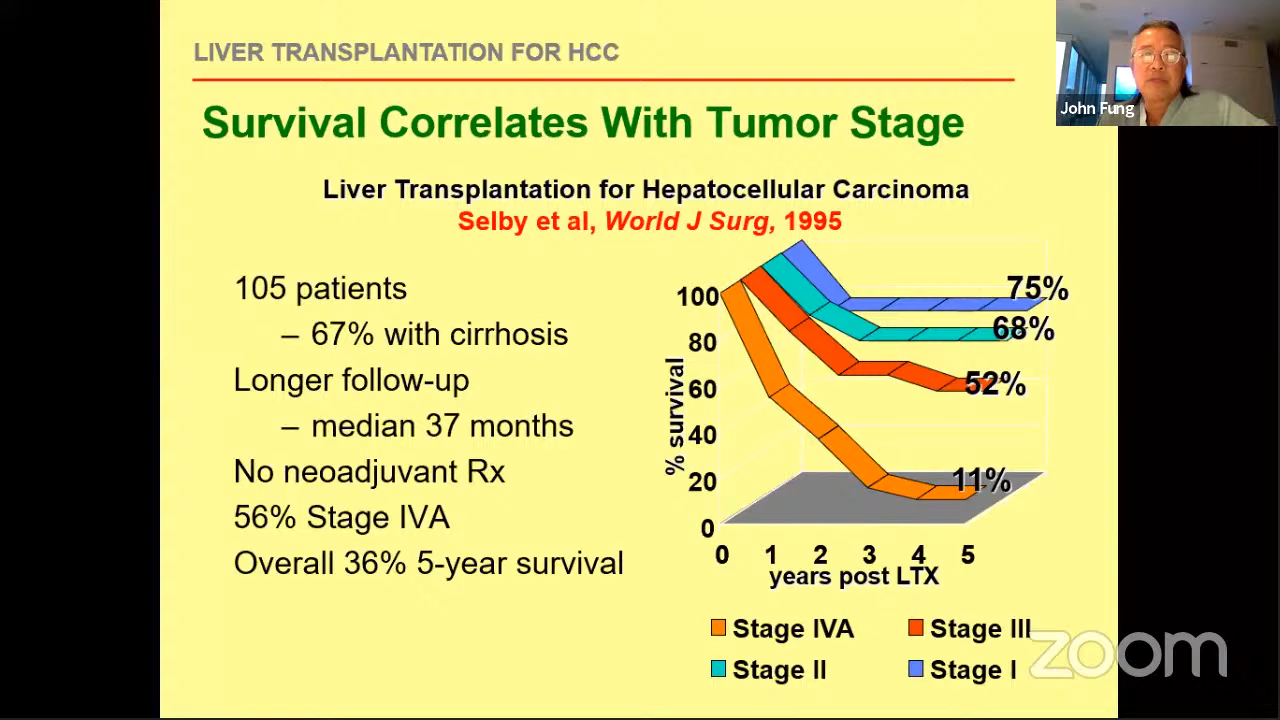 LIVER TRANSPLANTATION FOR HCC
John Fung
Survival Correlates With Tumor Stage
Liver Transplantation for Hepatocellular Carcinoma
Selby et al, World J Surg, 1995
105 patients
– 67% with cirrhosis
Longer follow-up
– median 37 months
No neoadjuvant Rx
56% Stage IVA
Overall 36% 5-year survival
% survival
100
80
60
40
20
0
75%
68%
52%
11%
0 1 2 3 4 5
years post LTX
Stage IVA Stage III
Stage II Stage I
zoom